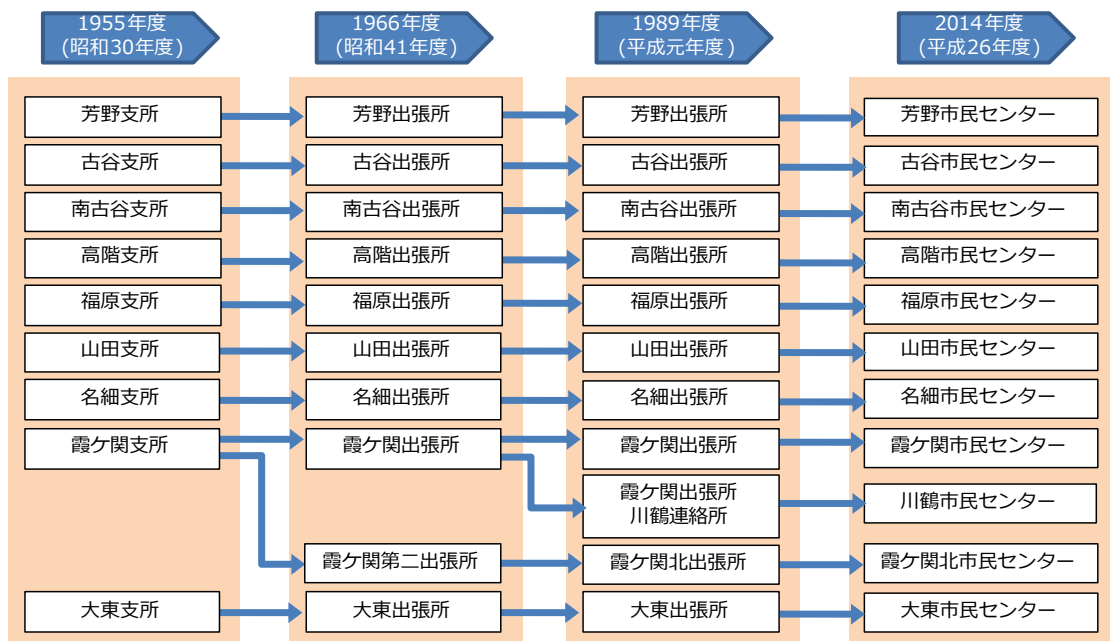 1955年度
(昭和30年度)
1966年度
(昭和41年度)
1989年度
(平成元年度)
2014年度
(平成26年度)
芳野支所
芳野出張所
芳野出張所
芳野市民センター
古谷支所
古谷出張所
古谷出張所
古谷市民センター
南古谷支所
南古谷出張所
南古谷出張所
南古谷市民センター
高階支所
高階出張所
高階出張所
高階市民センター
福原支所
福原出張所
福原出張所
福原市民センター
山田支所
山田出張所
山田出張所
山田市民センター
名細支所
名細出張所
名細出張所
名細市民センター
霞ケ関支所
霞ケ関出張所
霞ケ関出張所
霞ケ関市民センター
霞ケ関出張所
川鶴連絡所
川鶴市民センター
霞ケ関第二出張所
霞ケ関北出張所
霞ケ関北市民センター
大東支所
大東出張所
大東出張所
大東市民センター